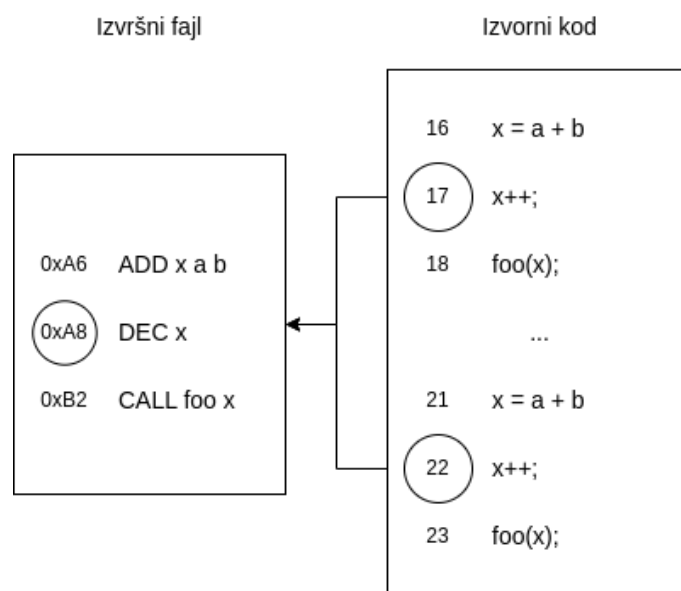 Izvršni fajl
Izvorni kod
0xA6 ADD x a b
0xA8 DEC x
0xB2 CALL foo x
16 x = a + b
17 x++;
18 foo(x);
...
21 x = a + b
22 x++;
23 foo(x);